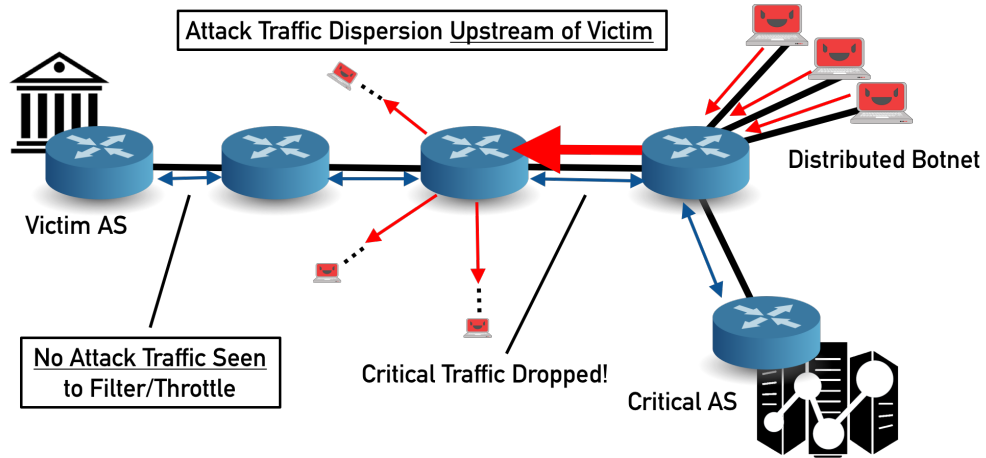 Attack Traffic Dispersion Upstream of Victim
Distributed Botnet
Victim AS
No Attack Traffic Seen
to Filter/Throttle
Critical Traffic Dropped!
Critical AS